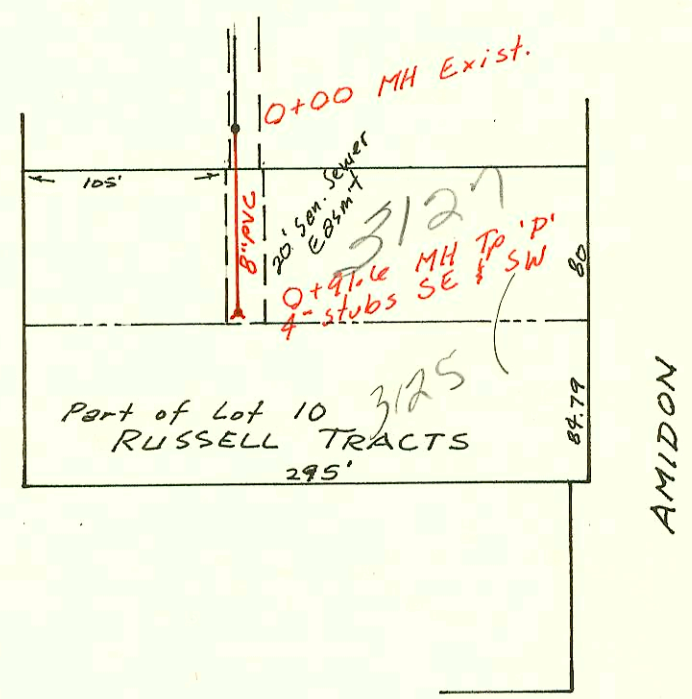 0+00 MH Exist.
105'
8" PVC
20' San. Sewer
Easmt
3127
0+91.6 MH Tp 'P'
4-stubs SE & SW
80
3125
Part of Lot 10
RUSSELL TRACTS
84.79
295'
AMIDON